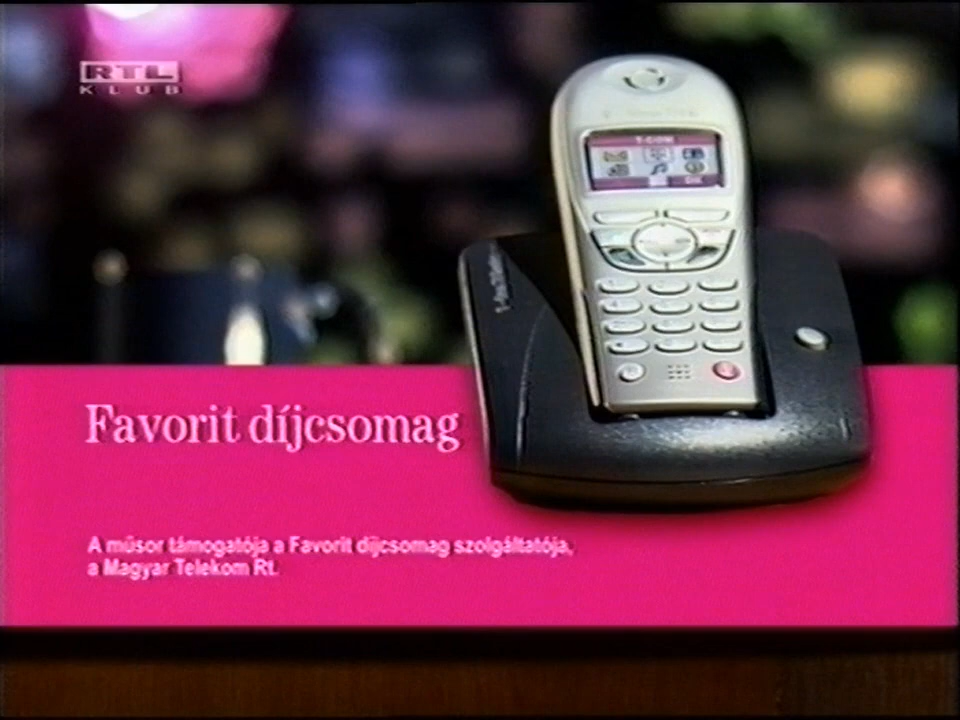 RTL
KLUB
T-COM
Favorit díjcsomag
A műsor támogatója a Favorit díjcsomag szolgáltatója,
a Magyar Telekom Rt.